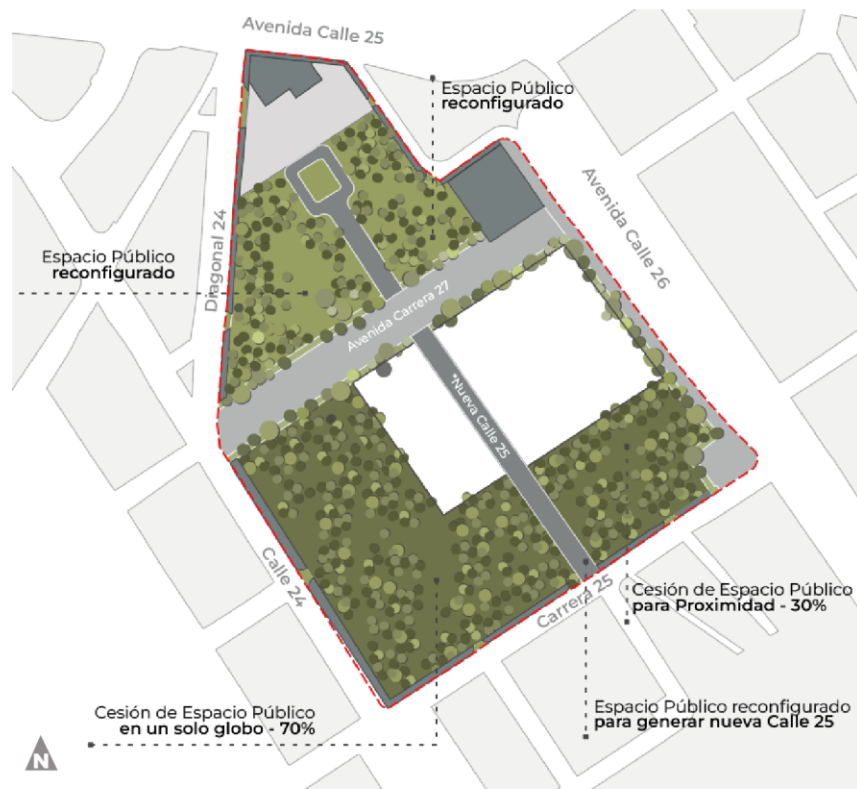 Avenida Calle 25
Espacio Público
reconfigurado
Avenida Calle 26
Espacio Público
reconfigurado
Diagonal 24
Avenida Carrera 27
*Nueva Calle 25
Calle 24
Carrera 25
Cesión de Espacio Público
para Proximidad - 30%
Cesión de Espacio Público
en un solo globo - 70%
Espacio Público reconfigurado
para generar nueva Calle 25
N